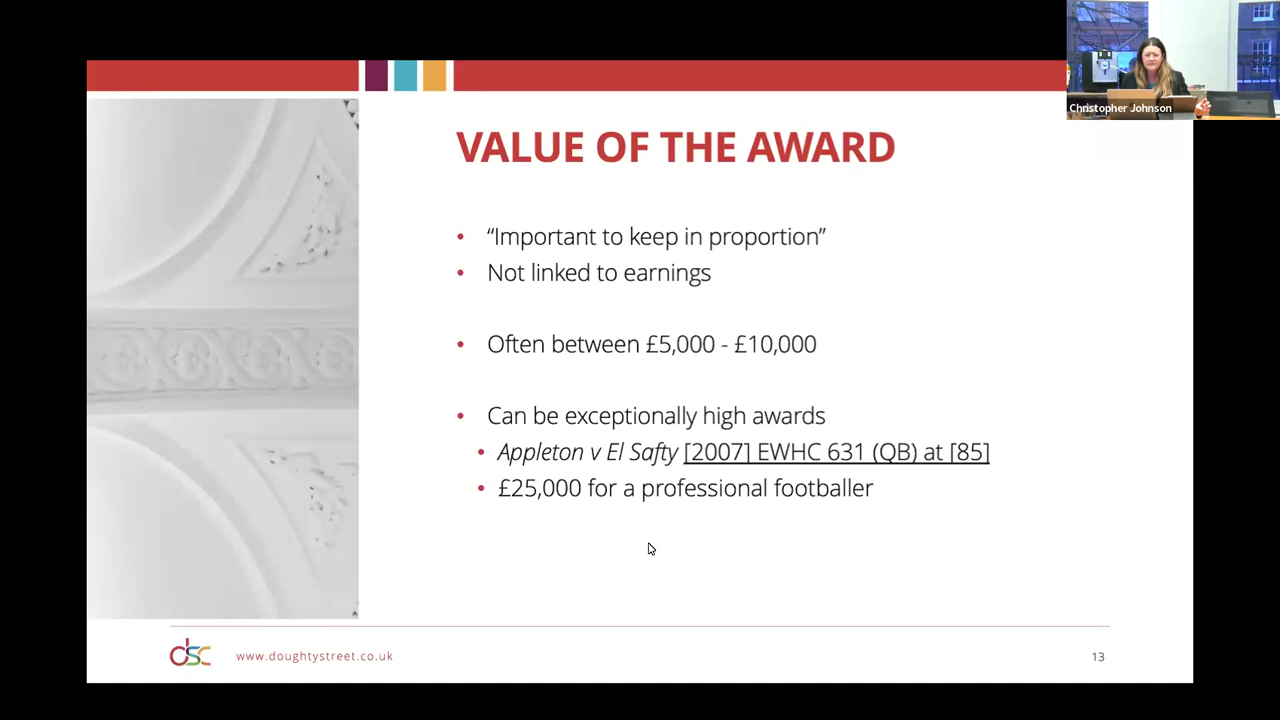 Christopher Johnson
VALUE OF THE AWARD
• “Important to keep in proportion”
• Not linked to earnings
• Often between £5,000 - £10,000
• Can be exceptionally high awards
• Appleton v El Safty [2007] EWHC 631 (QB) at [85]
• £25,000 for a professional footballer
dsc
www.doughtystreet.co.uk
13